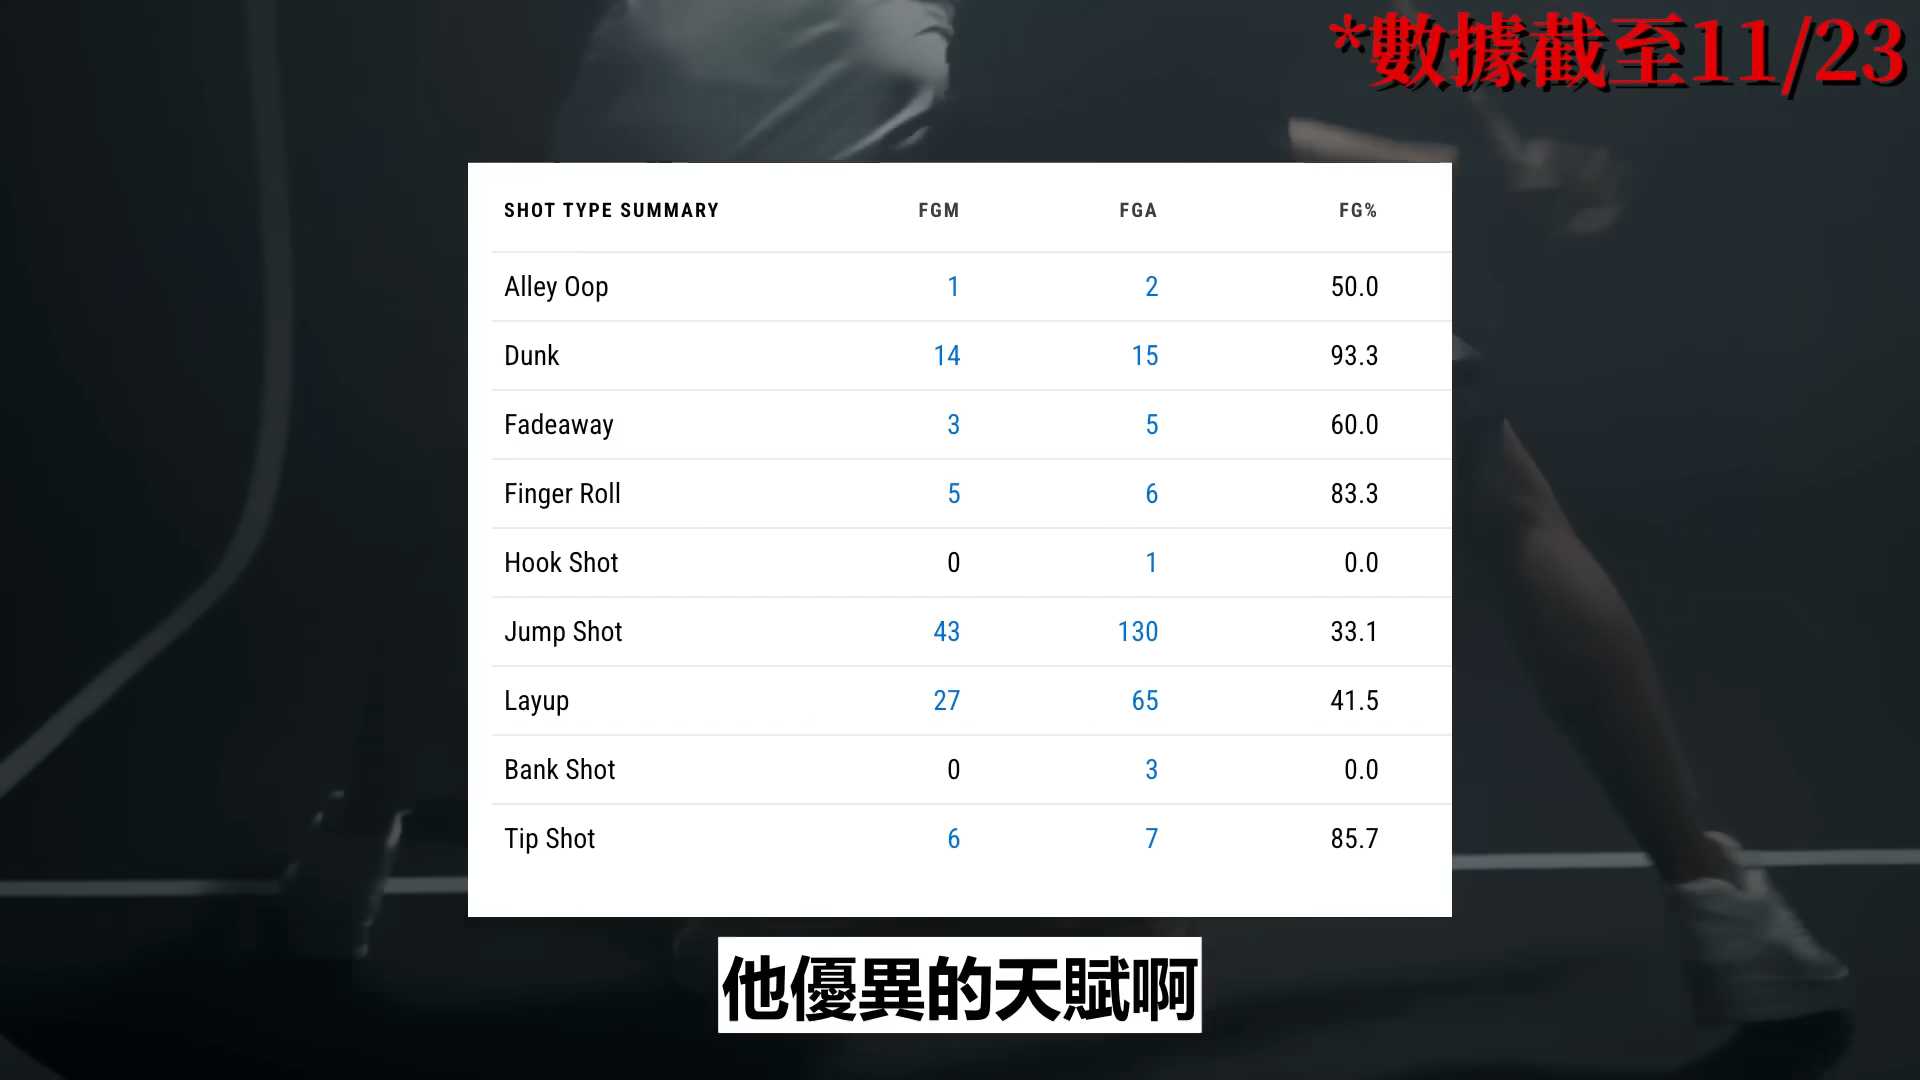 *數據截至11/23
SHOT TYPE SUMMARY FGM FGA FG%
Alley Oop 1 2 50.0
Dunk 14 15 93.3
Fadeaway 3 5 60.0
Finger Roll 5 6 83.3
Hook Shot 0 1 0.0
Jump Shot 43 130 33.1
Layup 27 65 41.5
Bank Shot 0 3 0.0
Tip Shot 6 7 85.7
他優異的天賦啊